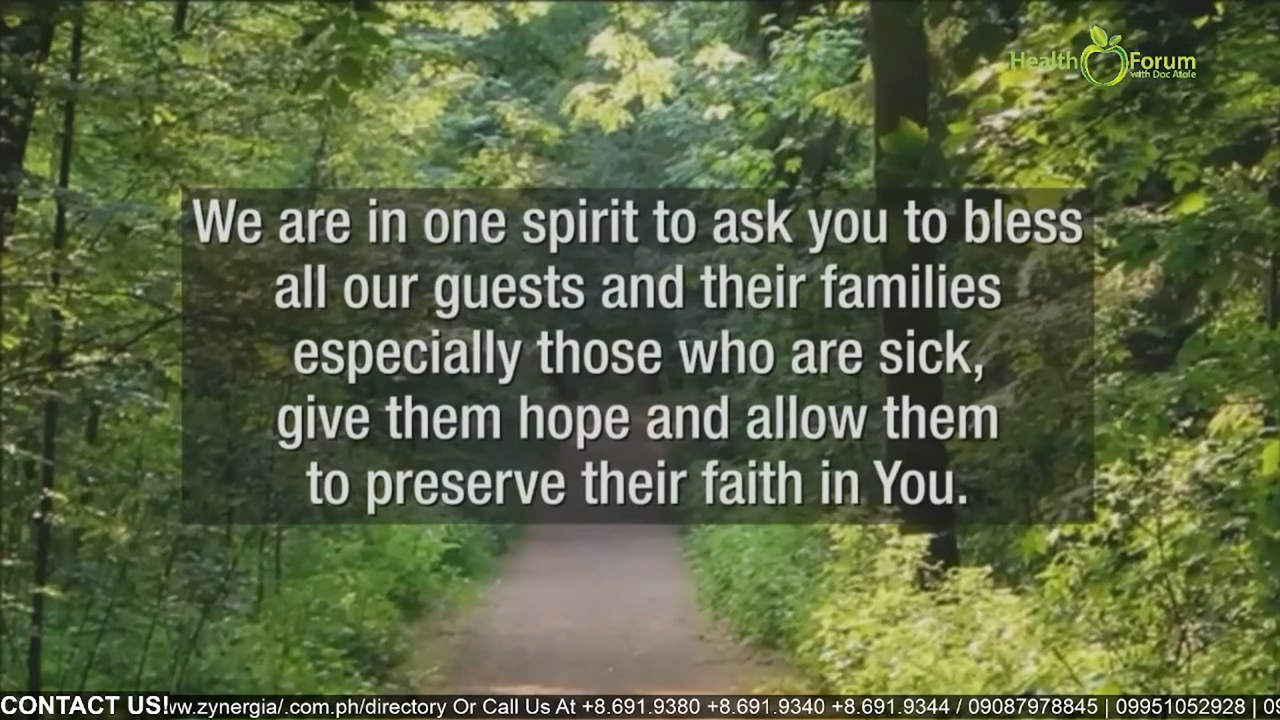 Health Forum
with Doc Atole
We are in one spirit to ask you to bless
all our guests and their families
especially those who are sick,
give them hope and allow them
to preserve their faith in You.
CONTACT US! ww.zynergia/.com.ph/directory Or Call Us At +8.691.9380 +8.691.9340 +8.691.9344 / 09087978845 | 09951052928 | 09